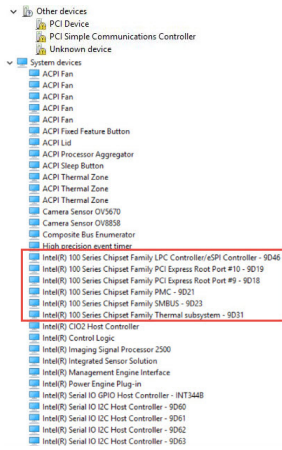 Other devices
PCI Device
PCI Simple Communications Controller
Unknown device
System devices
ACPI Fan
ACPI Fan
ACPI Fan
ACPI Fan
ACPI Fixed Feature Button
ACPI Lid
ACPI Processor Aggregator
ACPI Sleep Button
ACPI Thermal Zone
ACPI Thermal Zone
ACPI Thermal Zone
Camera Sensor OV5670
Camera Sensor OV8858
Composite Bus Enumerator
High precision event timer
Intel(R) 100 Series Chipset Family LPC Controller/eSPI Controller - 9D46
Intel(R) 100 Series Chipset Family PCI Express Root Port #10 - 9D19
Intel(R) 100 Series Chipset Family PCI Express Root Port #9 - 9D18
Intel(R) 100 Series Chipset Family PMC - 9D21
Intel(R) 100 Series Chipset Family SMBUS - 9D23
Intel(R) 100 Series Chipset Family Thermal subsystem - 9D31
Intel(R) CIO2 Host Controller
Intel(R) Control Logic
Intel(R) Imaging Signal Processor 2500
Intel(R) Integrated Sensor Solution
Intel(R) Management Engine Interface
Intel(R) Power Engine Plug-in
Intel(R) Serial IO GPIO Host Controller - INT344B
Intel(R) Serial IO I2C Host Controller - 9D60
Intel(R) Serial IO I2C Host Controller - 9D61
Intel(R) Serial IO I2C Host Controller - 9D62
Intel(R) Serial IO I2C Host Controller - 9D63